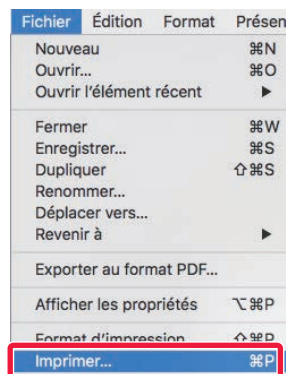 Fichier Édition Format Présen
Nouveau ⌘N
Ouvrir... ⌘O
Ouvrir l'élément récent ▶
Fermer ⌘W
Enregistrer... ⌘S
Dupliquer ⇧⌘S
Renommer...
Déplacer vers...
Revenir à ▶
Exporter au format PDF...
Afficher les propriétés ⌥⌘P
Format d'impression ⇧⌘P
Imprimer... ⌘P